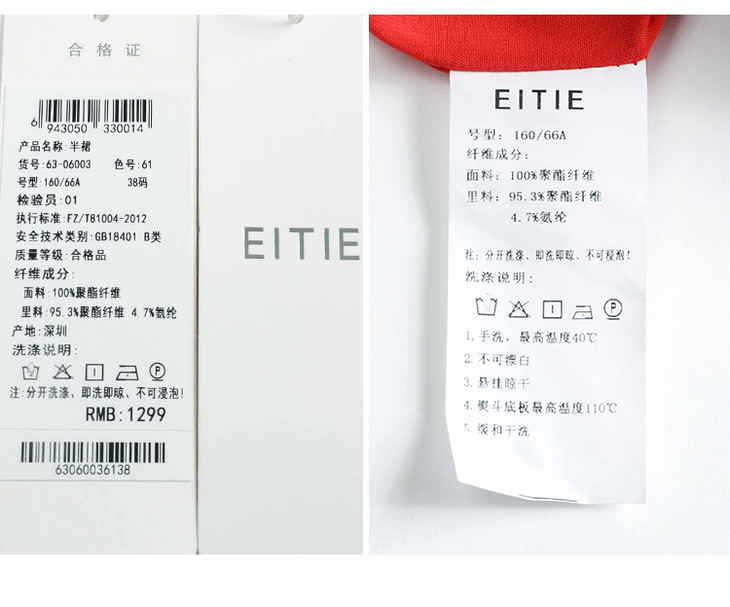 合格证
6 943050 330014
产品名称:半裙
货号:63-06003 色号:61
号型:160/66A 38码
检验员:01
执行标准:FZ/T81004-2012
安全技术类别:GB18401 B类
质量等级:合格品
纤维成分:
面料:100%聚酯纤维
里料:95.3%聚酯纤维 4.7%氨纶
产地:深圳
洗涤说明:
P
注:分开洗涤、即洗即晾、不可浸泡!
RMB:1299
63060036138
EITIE
EITIE
号型: 160/66A
纤维成分:
面料: 100%聚酯纤维
里料: 95.3%聚酯纤维
4.7%氨纶
注: 分开洗涤、即洗即晾、不可浸泡!
洗涤说明:
P
1.手洗，最高温度40℃
2.不可漂白
3.悬挂晾干
4.熨斗底板最高温度110℃
5.缓和干洗